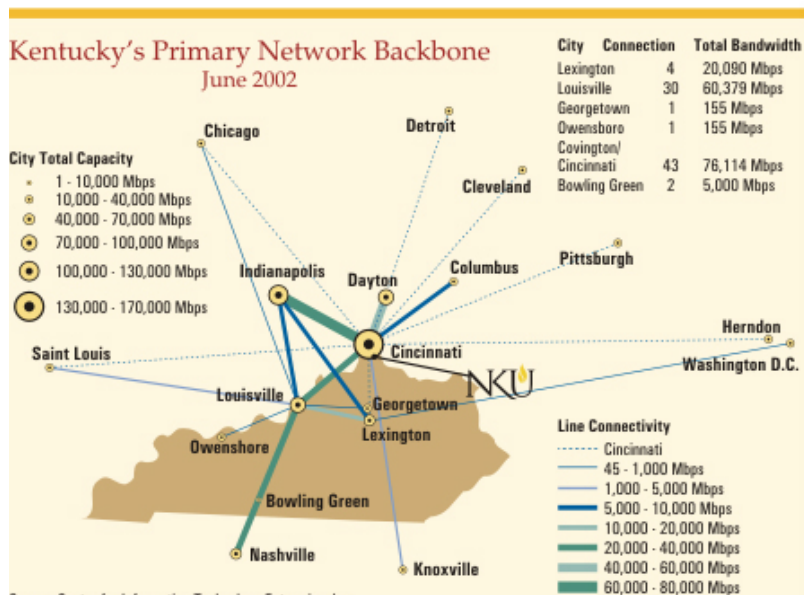 Kentucky's Primary Network Backbone
June 2002
City Connection Total Bandwidth
Lexington 4 20,090 Mbps
Louisville 30 60,379 Mbps
Georgetown 1 155 Mbps
Owensboro 1 155 Mbps
Covington/
Cincinnati 43 76,114 Mbps
Bowling Green 2 5,000 Mbps
City Total Capacity
1 - 10,000 Mbps
10,000 - 40,000 Mbps
40,000 - 70,000 Mbps
70,000 - 100,000 Mbps
100,000 - 130,000 Mbps
130,000 - 170,000 Mbps
Chicago
Detroit
Cleveland
Pittsburgh
Indianapolis
Dayton
Columbus
Herndon
Saint Louis
Cincinnati
Washington D.C.
NKU
Louisville
Georgetown
Lexington
Owenshore
Bowling Green
Nashville
Knoxville
Line Connectivity
Cincinnati
45 - 1,000 Mbps
1,000 - 5,000 Mbps
5,000 - 10,000 Mbps
10,000 - 20,000 Mbps
20,000 - 40,000 Mbps
40,000 - 60,000 Mbps
60,000 - 80,000 Mbps